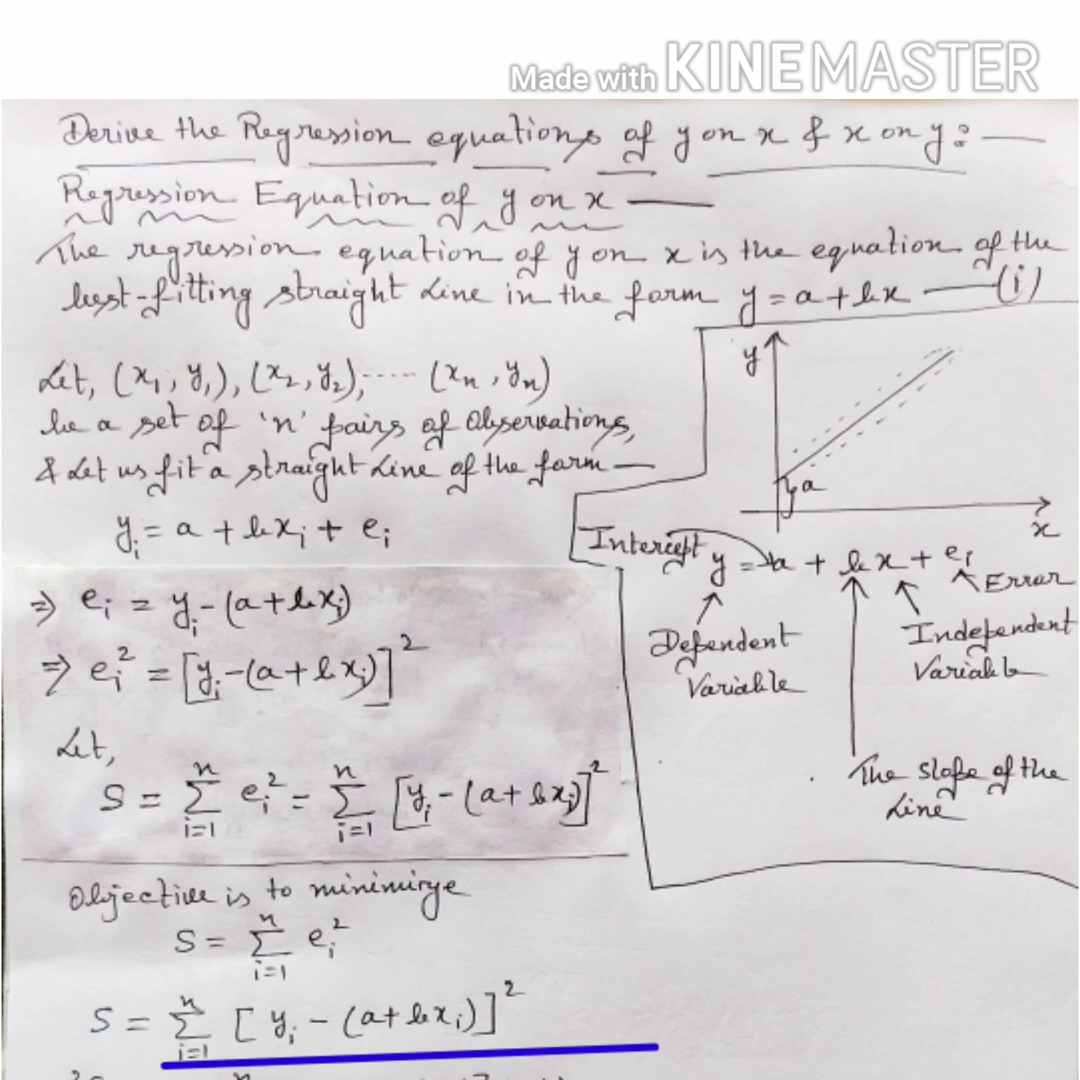 Made with KINEMASTER
Derive the Regression equations of y on x & x on y:—
Regression Equation of y on x —
The regression equation of y on x is the equation of the
best-fitting straight line in the form y = a + bx — (i)
Let, (x₁, y₁), (x₂, y₂), ..... (xₙ, yₙ)
be a set of 'n' pairs of observations,
& Let us fit a straight line of the form —
yᵢ = a + bxᵢ + eᵢ
⇒ eᵢ = yᵢ - (a + bxᵢ)
⇒ eᵢ² = [yᵢ - (a + bxᵢ)]²
Let,
S = Σᵢ₌₁ⁿ eᵢ² = Σᵢ₌₁ⁿ [yᵢ - (a + bxᵢ)]²
Objective is to minimirze
S = Σᵢ₌₁ⁿ eᵢ²
S = Σᵢ₌₁ⁿ [yᵢ - (a + bxᵢ)]²
y
a
x
Intercept
y = a + bx + eᵢ
Error
Dependent
Variable
Independent
Variable
The slope of the
Line